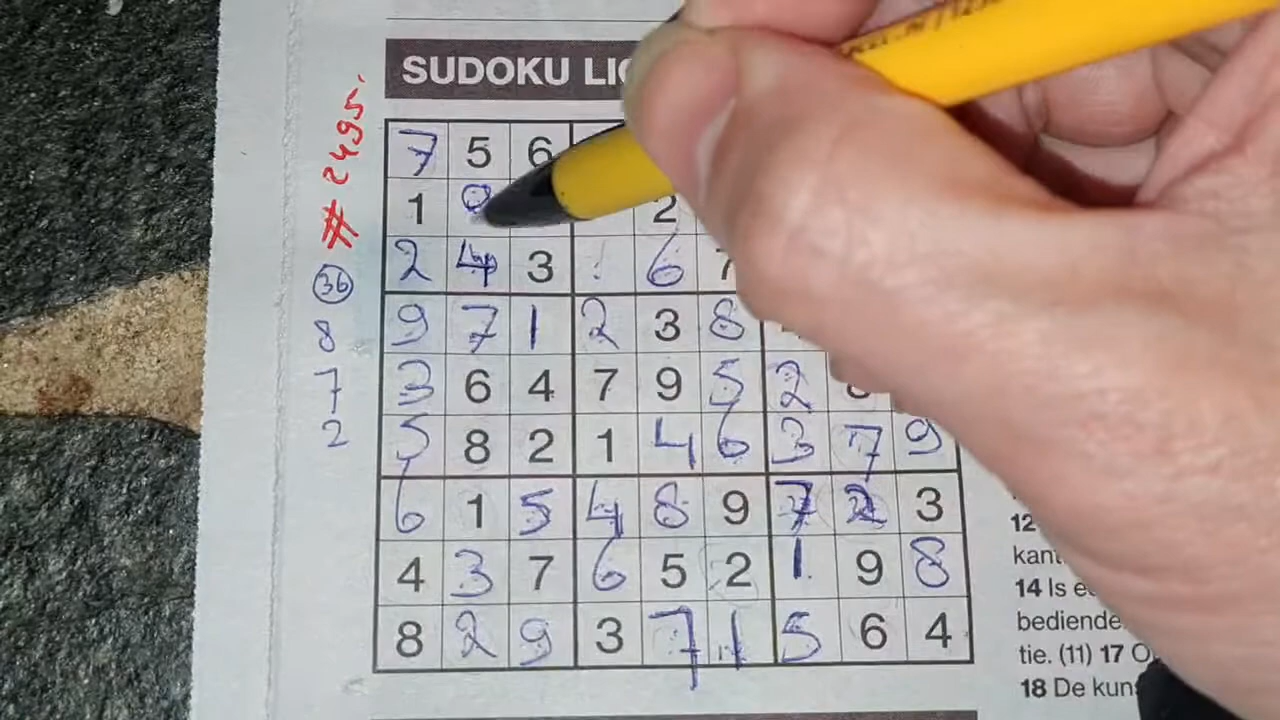 # 2495.
SUDOKU
7 5 6
1 2
2 4 3 6 7
36
9 7 1 2 3 8
8
3 6 4 7 9 5 2
7
5 8 2 1 4 6 3 7 9
2
6 1 5 4 8 9 7 2 3
4 3 7 6 5 2 1 9 8
8 2 9 3 7 1 5 6 4
12
kant.
14 Is
bediende
tie. (11) 17
18 De